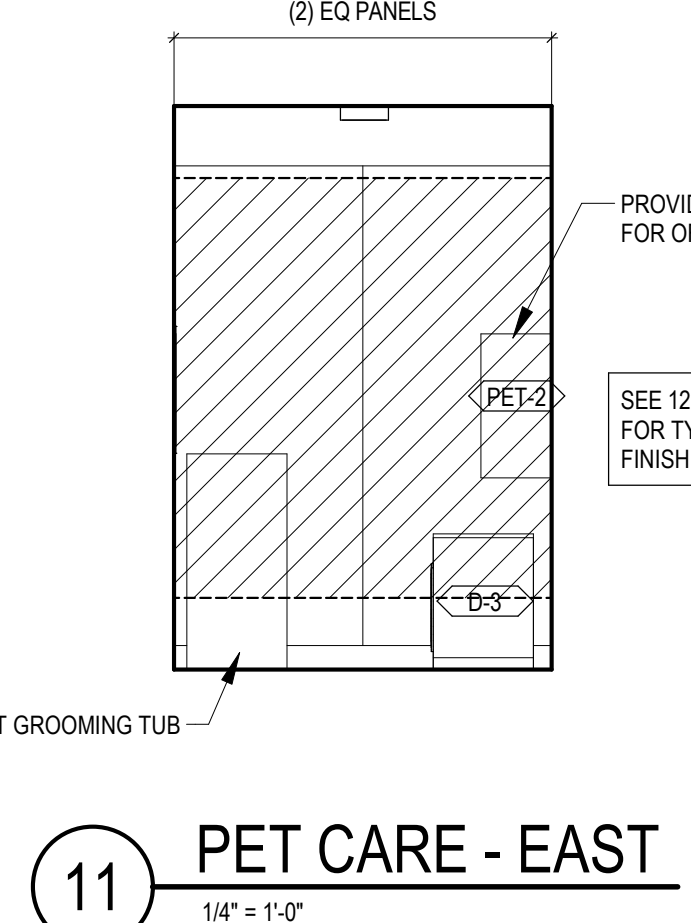 (2) EQ PANELS
PROVID
FOR OF
PET-2
SEE 12
FOR TY
FINISH
D-3
T GROOMING TUB
11
PET CARE - EAST
1/4" = 1'-0"